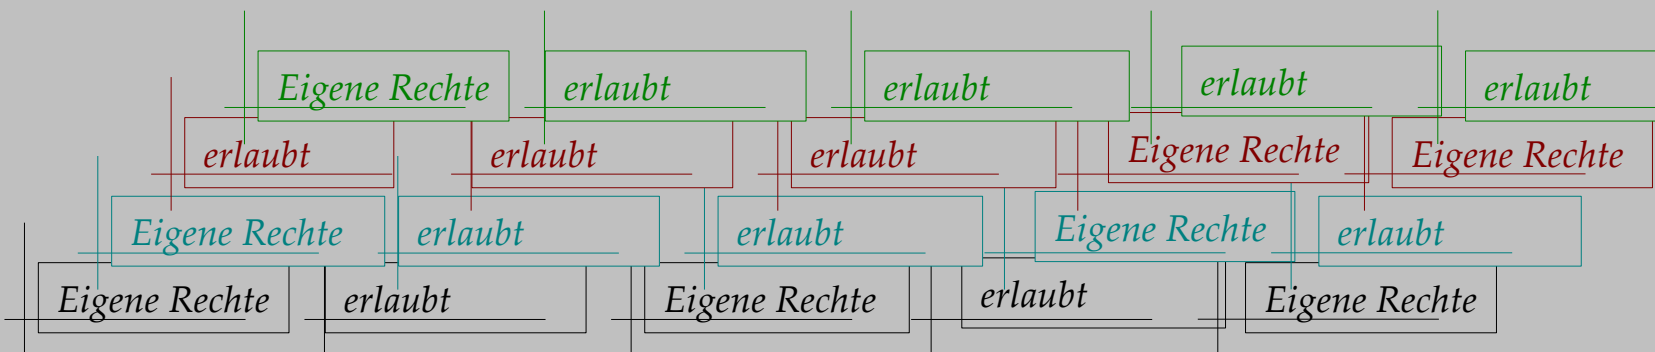 Eigene Rechte erlaubt erlaubt erlaubt erlaubt
erlaubt erlaubt erlaubt Eigene Rechte Eigene Rechte
Eigene Rechte erlaubt erlaubt Eigene Rechte erlaubt
Eigene Rechte erlaubt Eigene Rechte erlaubt Eigene Rechte